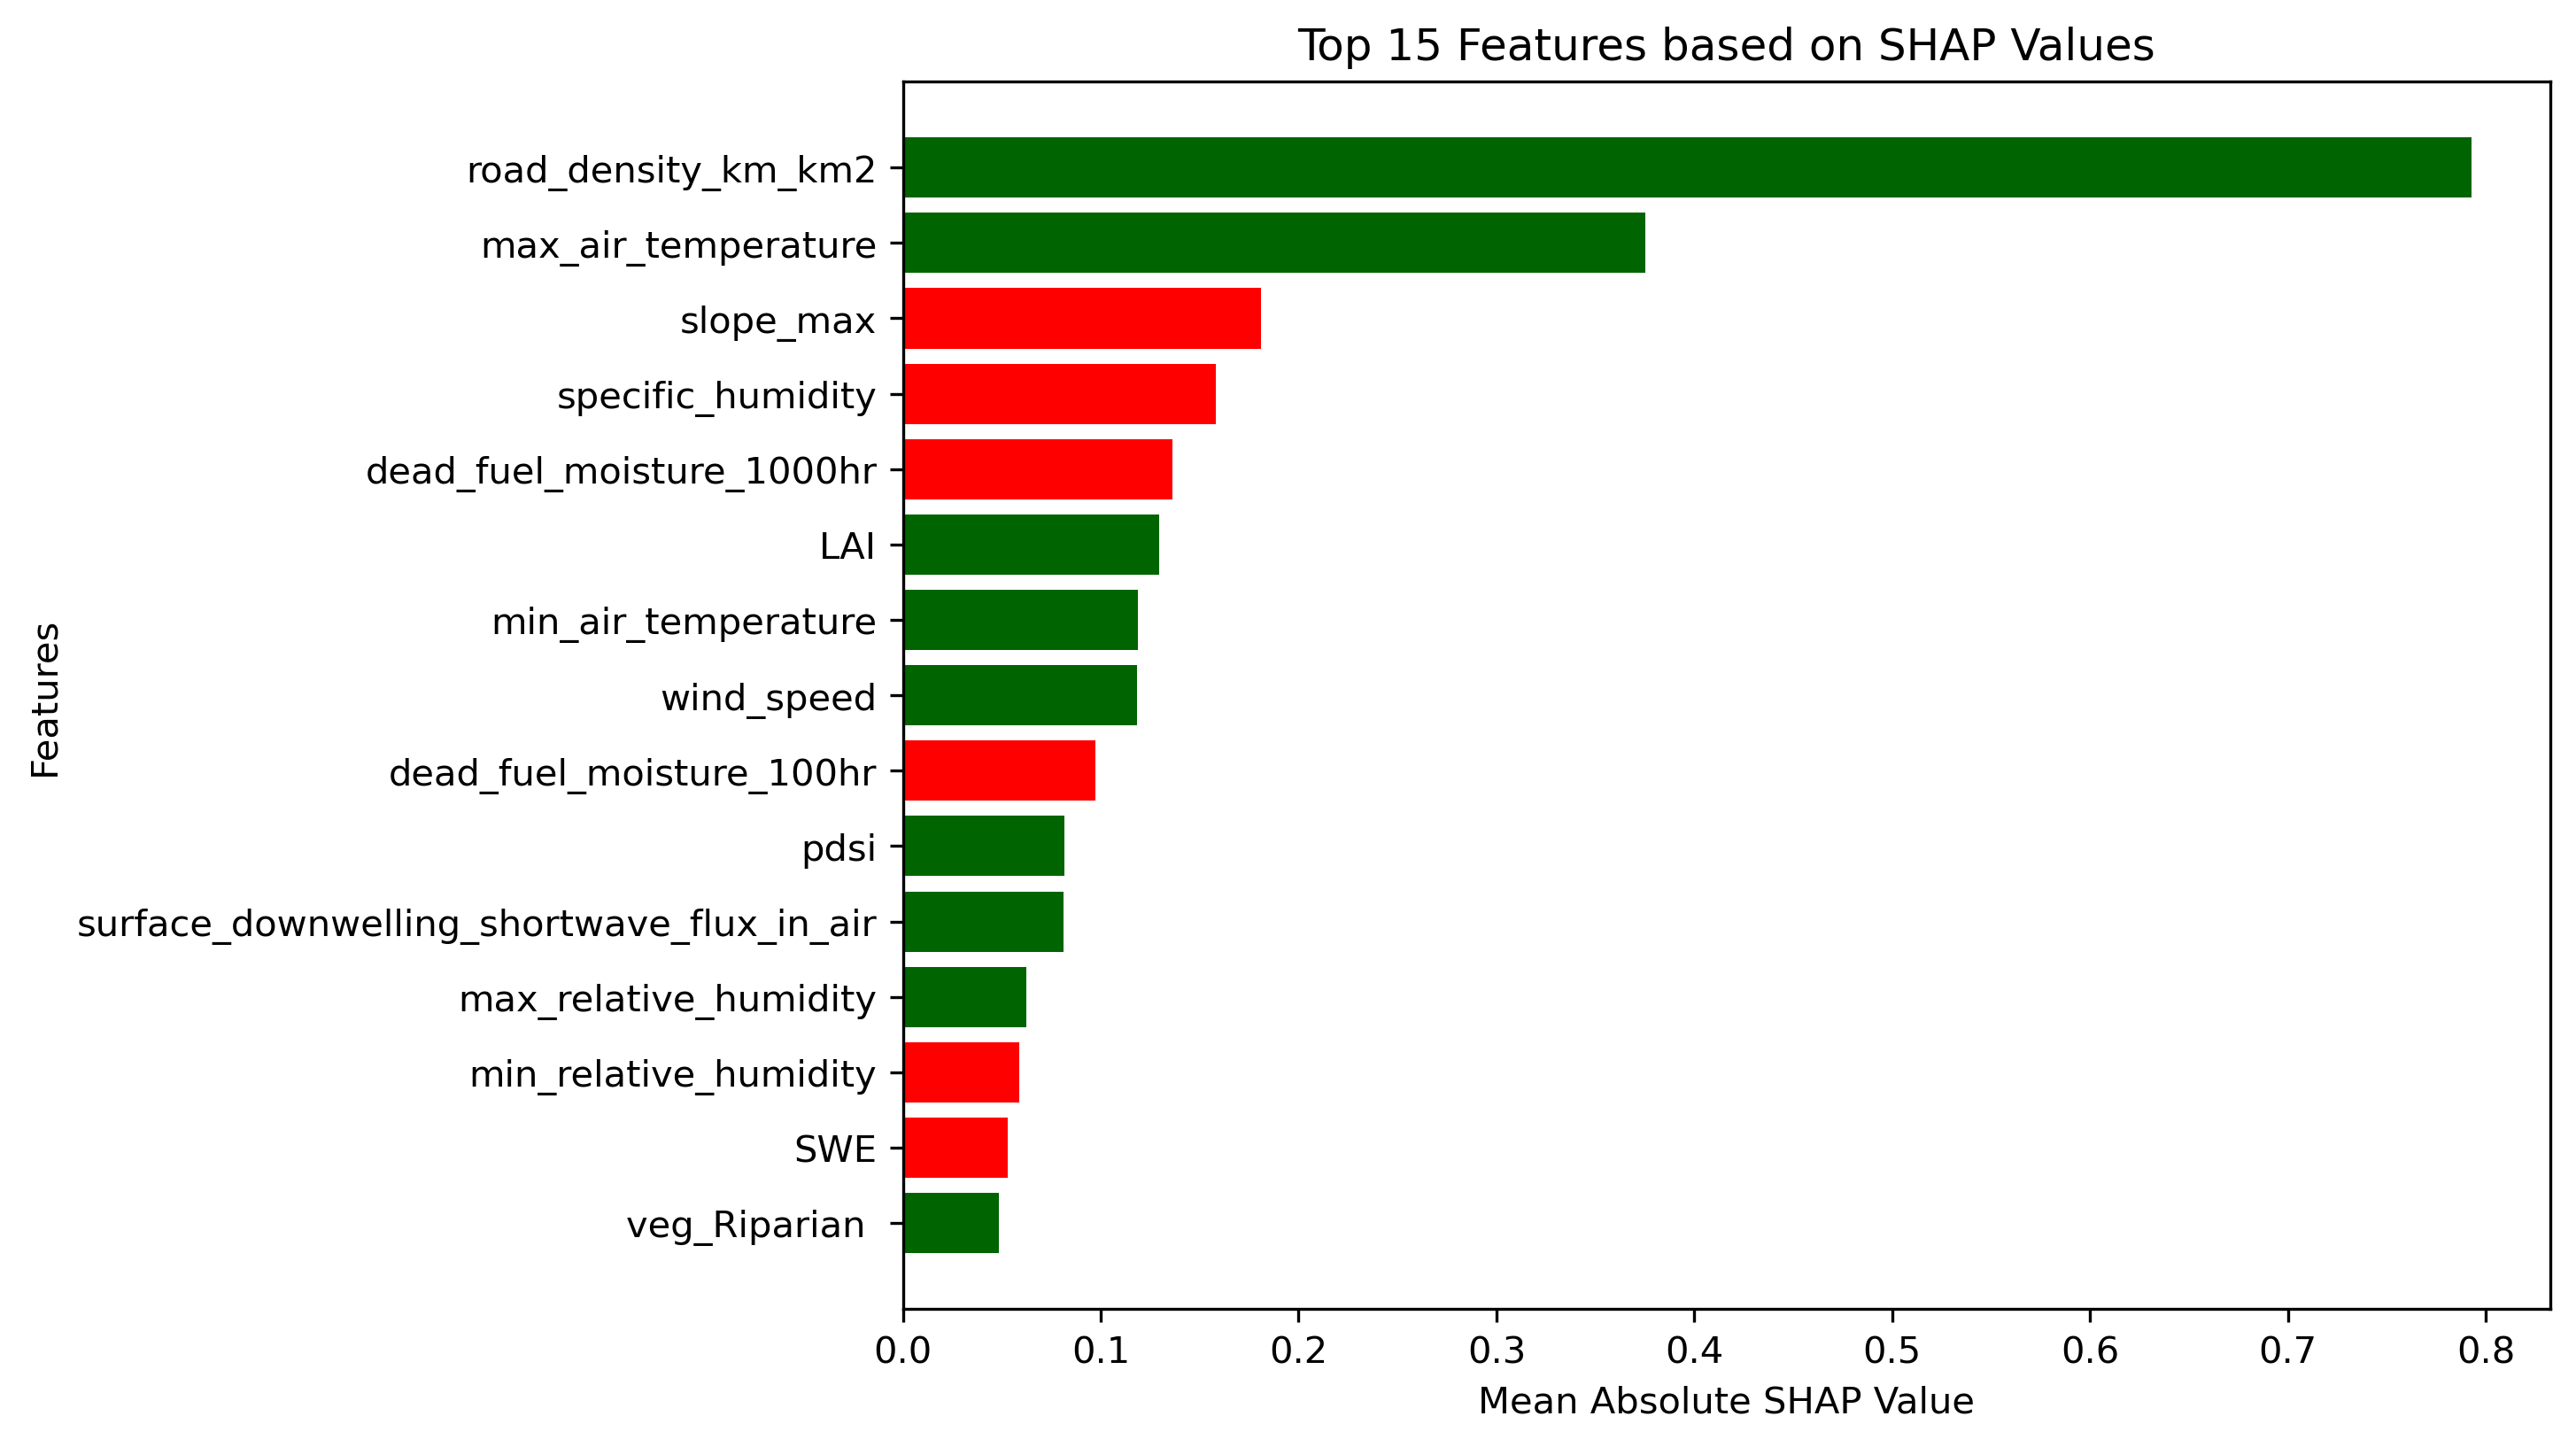 Top 15 Features based on SHAP Values
Features
road_density_km_km2
max_air_temperature
slope_max
specific_humidity
dead_fuel_moisture_1000hr
LAI
min_air_temperature
wind_speed
dead_fuel_moisture_100hr
pdsi
surface_downwelling_shortwave_flux_in_air
max_relative_humidity
min_relative_humidity
SWE
veg_Riparian
0.0 0.1 0.2 0.3 0.4 0.5 0.6 0.7 0.8
Mean Absolute SHAP Value